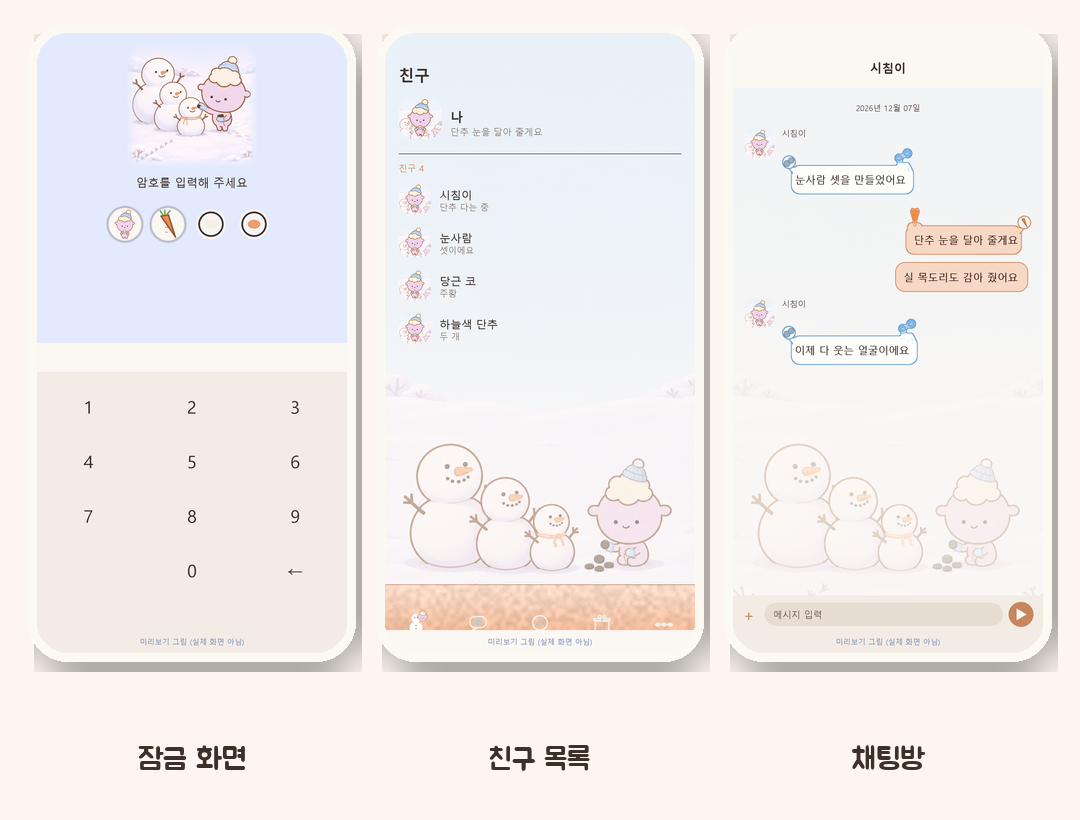 암호를 입력해 주세요
1 2 3
4 5 6
7 8 9
0 ←
미리보기 그림 (실제 화면 아님)
잠금 화면
친구
나
단추 눈을 달아 줄게요
친구 4
시침이
단추 다는 중
눈사람
셋이에요
당근 코
주황
하늘색 단추
두 개
미리보기 그림 (실제 화면 아님)
친구 목록
시침이
2026년 12월 07일
시침이
눈사람 셋을 만들었어요
단추 눈을 달아 줄게요
실 목도리도 감아 줬어요
시침이
이제 다 웃는 얼굴이에요
+ 메시지 입력
미리보기 그림 (실제 화면 아님)
채팅방